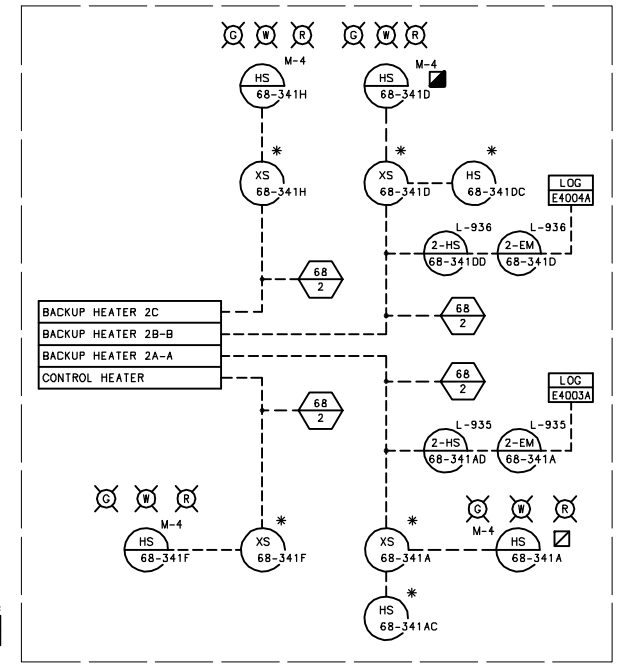 G W R G W R
M-4 M-4
HS
68-341H
HS
68-341D
* *
XS
68-341H
XS
68-341D
HS
68-341DC
LOG
E4004A
L-936 L-936
2-HS
68-341DD
2-EM
68-341D
68
2
68
2
BACKUP HEATER 2C
BACKUP HEATER 2B-B
BACKUP HEATER 2A-A
CONTROL HEATER
68
2
68
2
LOG
E4003A
L-935 L-935
2-HS
68-341AD
2-EM
68-341A
G W R
M-4
G W R
M-4
HS
68-341F
*
XS
68-341F
*
XS
68-341A
HS
68-341A
*
HS
68-341AC